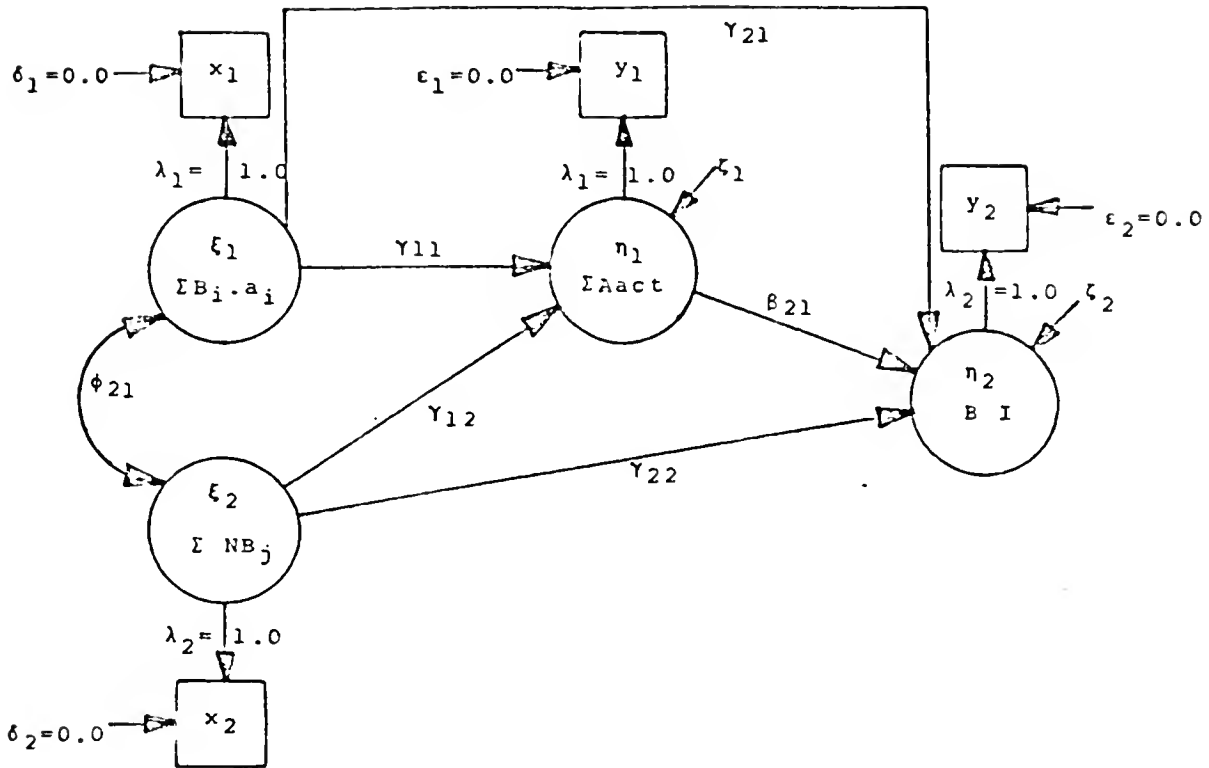 γ21
x1
δ1=0.0
y1
ε1=0.0
λ1= 1.0
λ1= 1.0
ζ1
y2
ε2=0.0
ξ1
ΣBi.ai
γ11
η1
ΣAact
λ2 =1.0
ζ2
β21
η2
B I
φ21
γ12
γ22
ξ2
Σ NBj
λ2= 1.0
x2
δ2=0.0